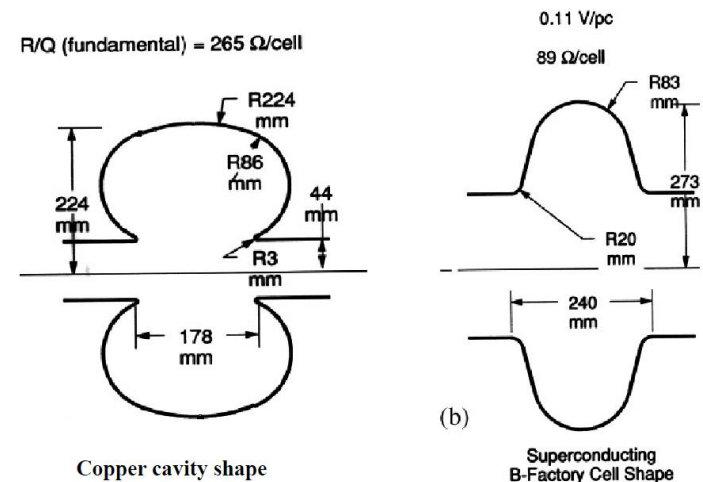 R/Q (fundamental) = 265 Ω/cell
R224
mm
R86
mm
224
mm
44
mm
R3
mm
178
mm
Copper cavity shape
0.11 V/pc
89 Ω/cell
R83
mm
273
mm
R20
mm
240
mm
(b)
Superconducting
B-Factory Cell Shape